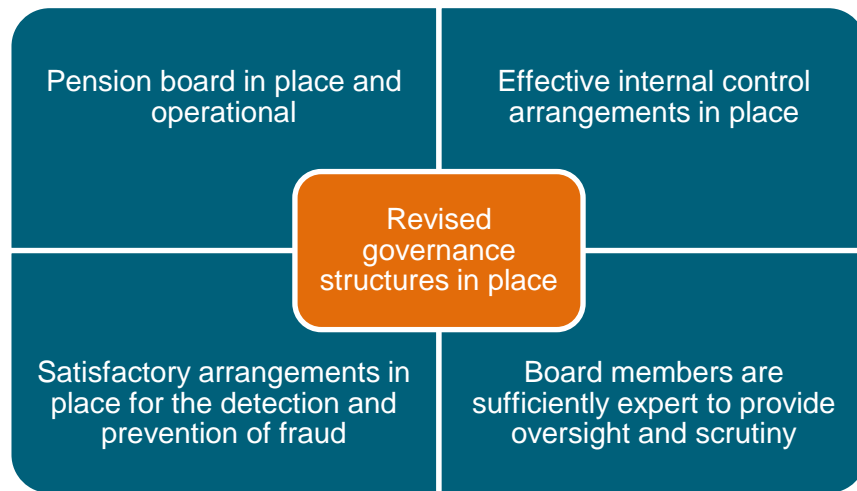 Pension board in place and
operational
Effective internal control
arrangements in place
Revised
governance
structures in place
Satisfactory arrangements in
place for the detection and
prevention of fraud
Board members are
sufficiently expert to provide
oversight and scrutiny